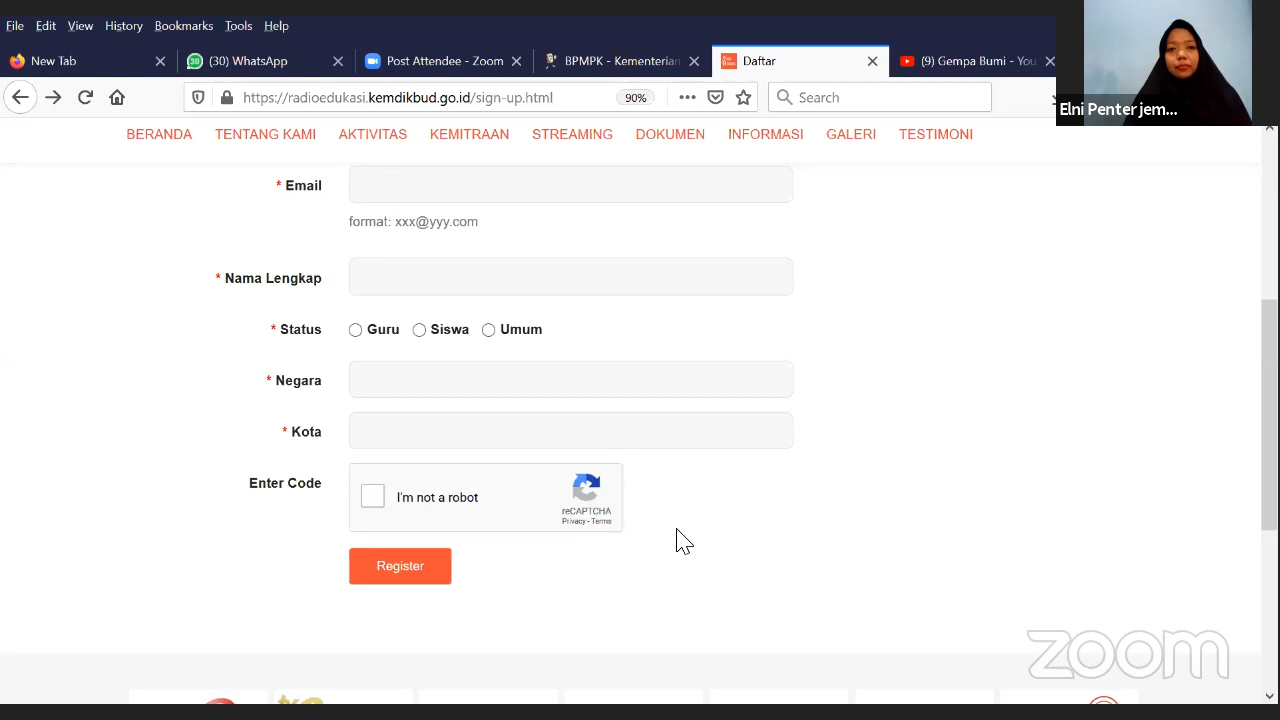 File Edit View History Bookmarks Tools Help
New Tab
(30) WhatsApp
Post Attendee - Zoom
BPMPK - Kementerian
Daftar
(9) Gempa Bumi - You
https://radioedukasi.kemdikbud.go.id/sign-up.html
90%
Search
Elni Penterjem...
BERANDA TENTANG KAMI AKTIVITAS KEMITRAAN STREAMING DOKUMEN INFORMASI GALERI TESTIMONI
* Email
format: xxx@yyy.com
* Nama Lengkap
* Status Guru Siswa Umum
* Negara
* Kota
Enter Code
I'm not a robot
reCAPTCHA
Privacy - Terms
Register
zoom